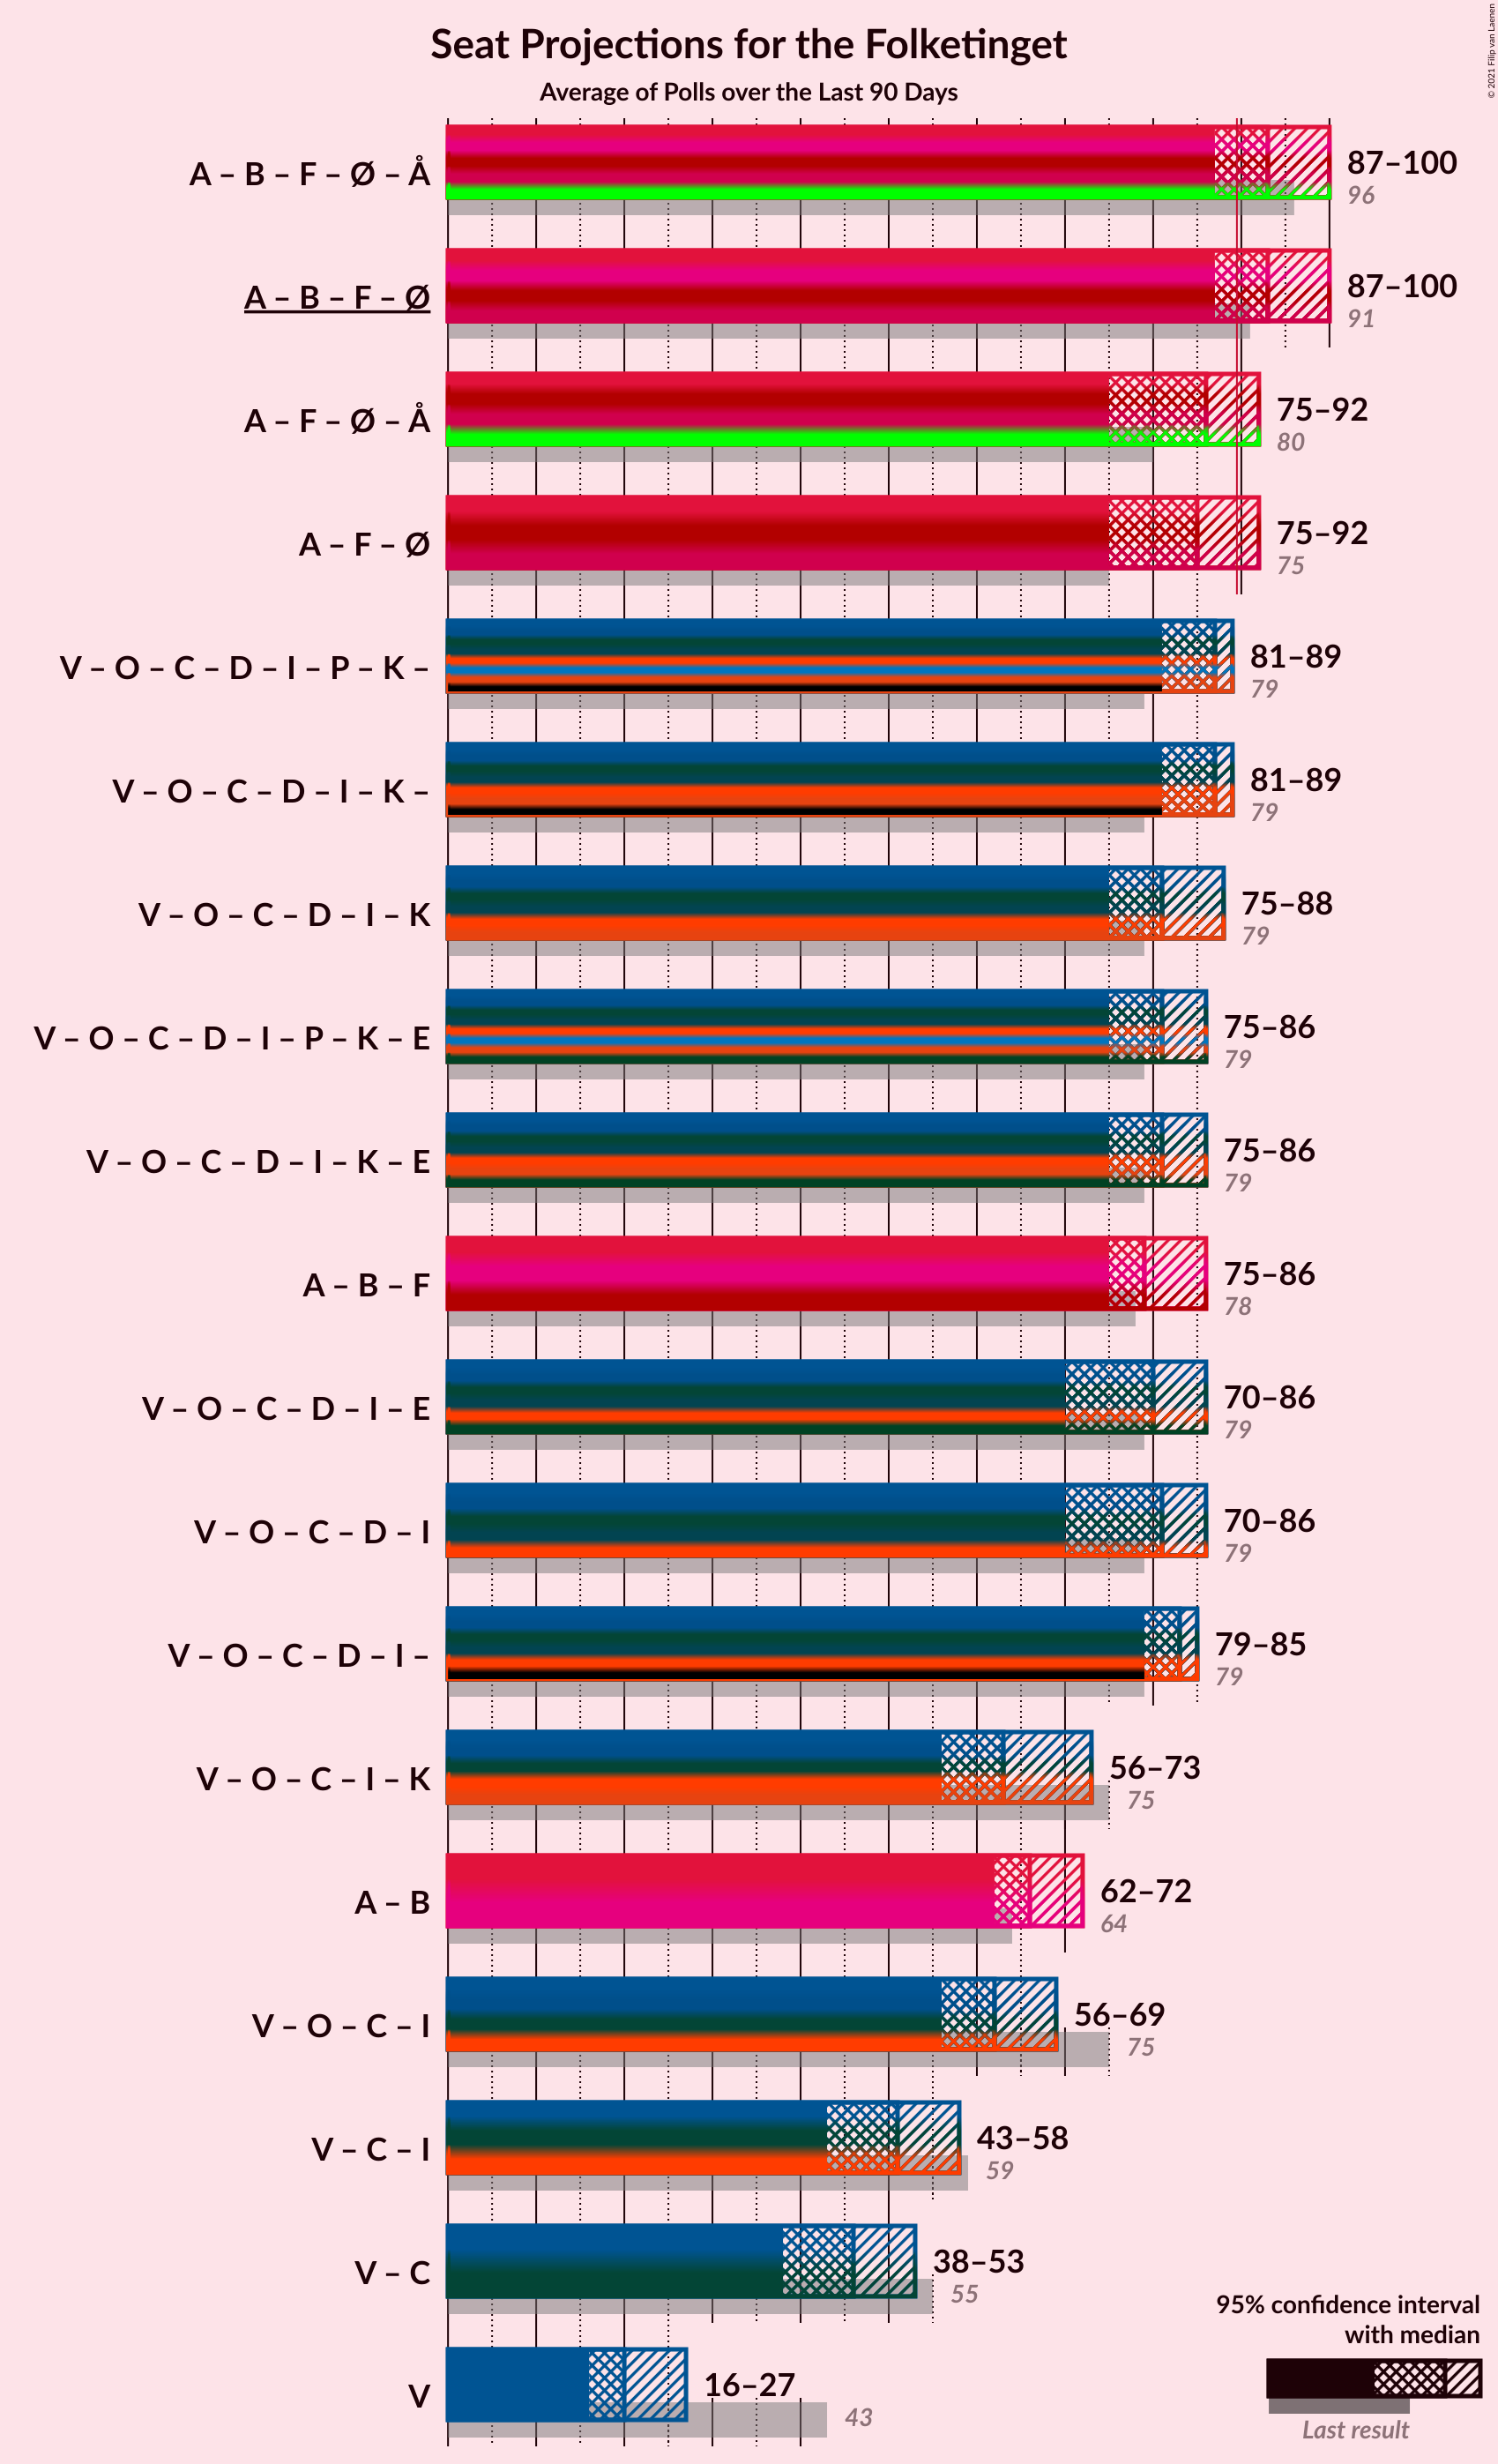 Seat Projections for the Folketinget
Average of Polls over the Last 90 Days
© 2021 Filip van Laenen
A – B – F – Ø – Å
87–100
96
A – B – F – Ø
87–100
91
A – F – Ø – Å
75–92
80
A – F – Ø
75–92
75
V – O – C – D – I – P – K –
81–89
79
V – O – C – D – I – K –
81–89
79
V – O – C – D – I – K
75–88
79
V – O – C – D – I – P – K – E
75–86
79
V – O – C – D – I – K – E
75–86
79
A – B – F
75–86
78
V – O – C – D – I – E
70–86
79
V – O – C – D – I
70–86
79
V – O – C – D – I –
79–85
79
V – O – C – I – K
56–73
75
A – B
62–72
64
V – O – C – I
56–69
75
V – C – I
43–58
59
V – C
38–53
55
V
16–27
43
95% confidence interval
with median
Last result